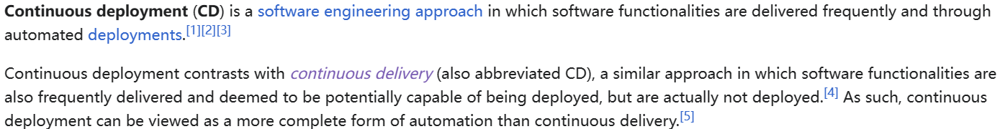 Continuous deployment (CD) is a software engineering approach in which software functionalities are delivered frequently and through
automated deployments.[1][2][3]
Continuous deployment contrasts with continuous delivery (also abbreviated CD), a similar approach in which software functionalities are
also frequently delivered and deemed to be potentially capable of being deployed, but are actually not deployed.[4] As such, continuous
deployment can be viewed as a more complete form of automation than continuous delivery.[5]